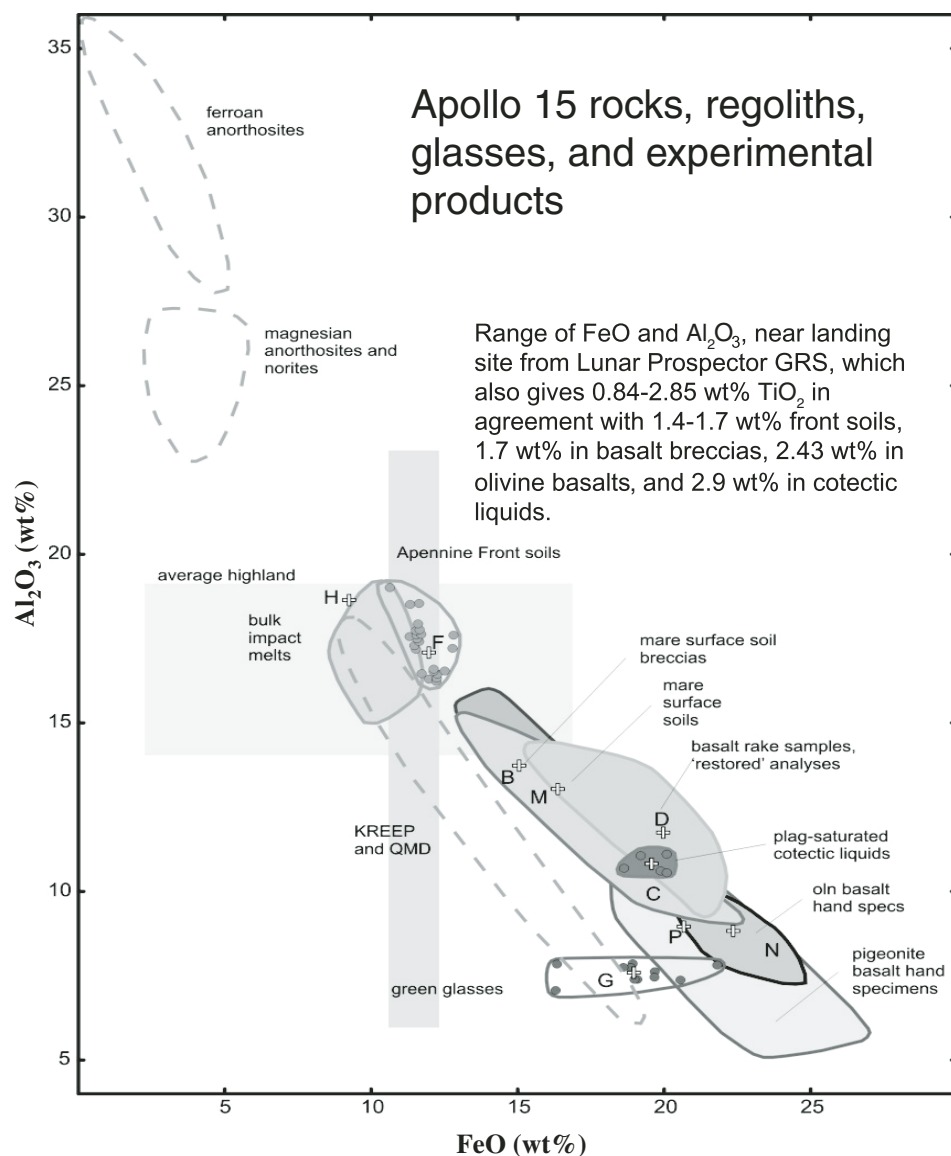 35
30
25
20
15
10
5
5
10
15
20
25
Al₂O₃ (wt%)
FeO (wt%)
Apollo 15 rocks, regoliths,
glasses, and experimental
products
ferroan
anorthosites
magnesian
anorthosites and
norites
Range of FeO and Al₂O₃, near landing
site from Lunar Prospector GRS, which
also gives 0.84-2.85 wt% TiO₂ in
agreement with 1.4-1.7 wt% front soils,
1.7 wt% in basalt breccias, 2.43 wt% in
olivine basalts, and 2.9 wt% in cotectic
liquids.
Apennine Front soils
average highland
H
bulk
impact
melts
F
mare surface soil
breccias
mare
surface
soils
basalt rake samples,
‘restored’ analyses
B
M
D
KREEP
and QMD
plag-saturated
cotectic liquids
C
oln basalt
hand specs
P
N
pigeonite
basalt hand
specimens
G
green glasses